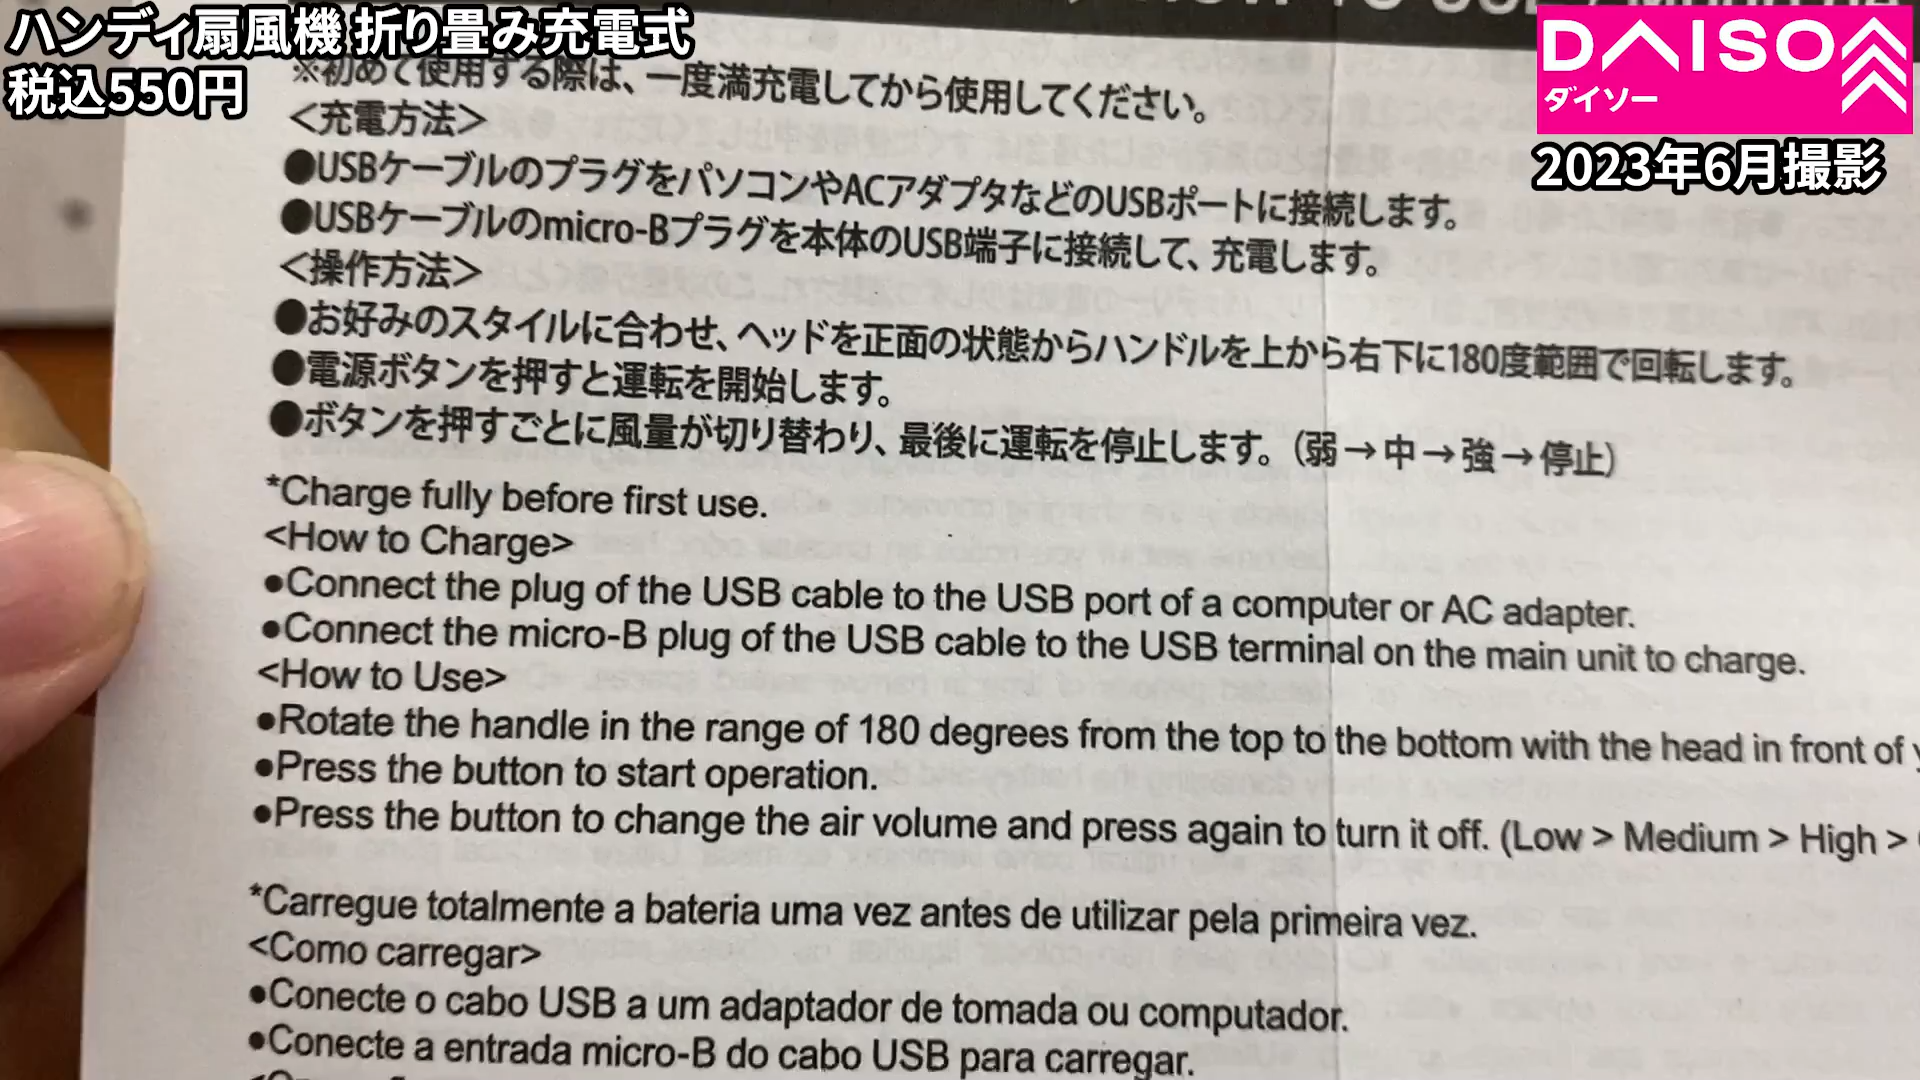 ハンディ扇風機 折り畳み充電式
税込550円
DAISO
ダイソー
2023年6月撮影
※初めて使用する際は、一度満充電してから使用してください。
＜充電方法＞
●USBケーブルのプラグをパソコンやACアダプタなどのUSBポートに接続します。
●USBケーブルのmicro-Bプラグを本体のUSB端子に接続して、充電します。
＜操作方法＞
●お好みのスタイルに合わせ、ヘッドを正面の状態からハンドルを上から右下に180度範囲で回転します。
●電源ボタンを押すと運転を開始します。
●ボタンを押すごとに風量が切り替わり、最後に運転を停止します。（弱→中→強→停止）
*Charge fully before first use.
<How to Charge>
●Connect the plug of the USB cable to the USB port of a computer or AC adapter.
●Connect the micro-B plug of the USB cable to the USB terminal on the main unit to charge.
<How to Use>
●Rotate the handle in the range of 180 degrees from the top to the bottom with the head in front of
●Press the button to start operation.
●Press the button to change the air volume and press again to turn it off. (Low > Medium > High >
*Carregue totalmente a bateria uma vez antes de utilizar pela primeira vez.
<Como carregar>
●Conecte o cabo USB a um adaptador de tomada ou computador.
●Conecte a entrada micro-B do cabo USB para carregar.